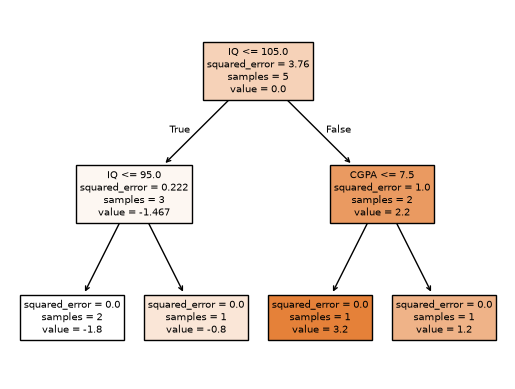 IQ <= 105.0
squared_error = 3.76
samples = 5
value = 0.0
True
False
IQ <= 95.0
squared_error = 0.222
samples = 3
value = -1.467
CGPA <= 7.5
squared_error = 1.0
samples = 2
value = 2.2
squared_error = 0.0
samples = 2
value = -1.8
squared_error = 0.0
samples = 1
value = -0.8
squared_error = 0.0
samples = 1
value = 3.2
squared_error = 0.0
samples = 1
value = 1.2